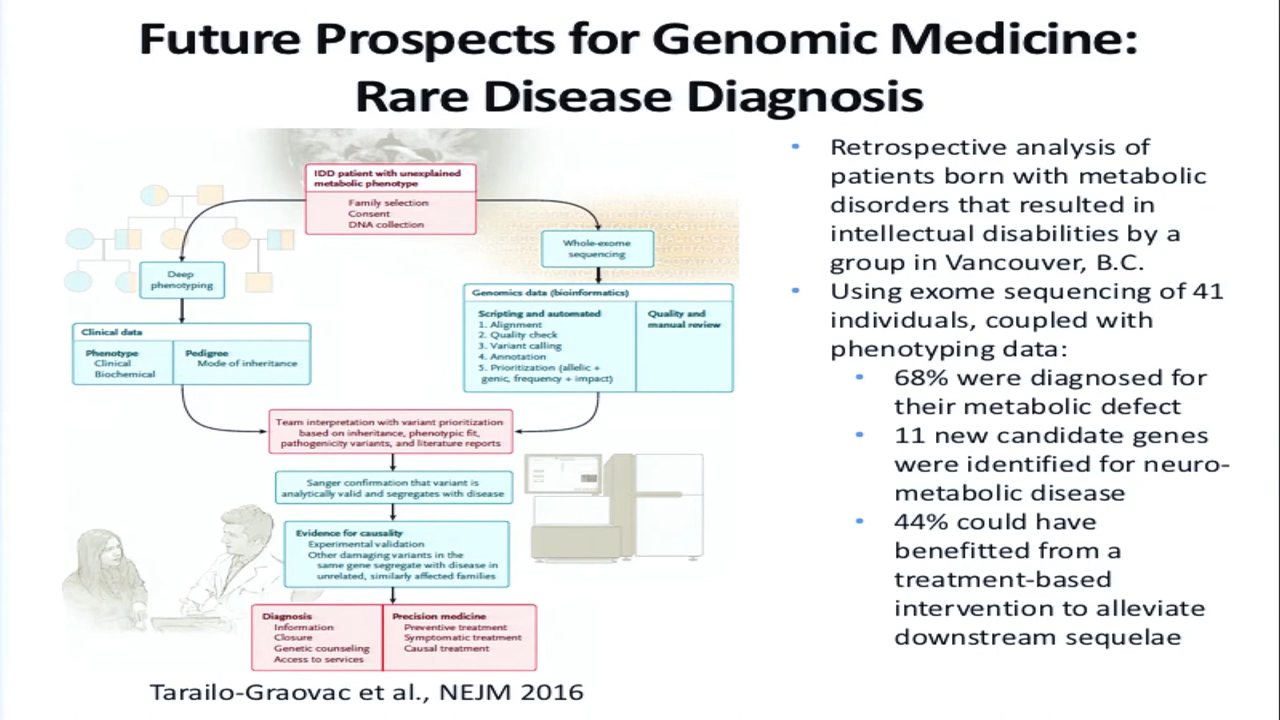 Future Prospects for Genomic Medicine:
Rare Disease Diagnosis
IDD patient with unexplained
metabolic phenotype
Family selection
Consent
DNA collection
Deep
phenotyping
Whole-exome
sequencing
Clinical data
Phenotype
Clinical
Biochemical
Pedigree
Mode of inheritance
Genomics data (bioinformatics)
Scripting and automated
1. Alignment
2. Quality check
3. Variant calling
4. Annotation
5. Prioritization (allelic +
genic, frequency + impact)
Quality and
manual review
Team interpretation with variant prioritization
based on inheritance, phenotypic fit,
pathogenicity variants, and literature reports
Sanger confirmation that variant is
analytically valid and segregates with disease
Evidence for causality
Experimental validation
Other damaging variants in the
same gene segregate with disease in
unrelated, similarly affected families
Diagnosis
Information
Closure
Genetic counseling
Access to services
Precision medicine
Preventive treatment
Symptomatic treatment
Causal treatment
Tarailo-Graovac et al., NEJM 2016
• Retrospective analysis of
patients born with metabolic
disorders that resulted in
intellectual disabilities by a
group in Vancouver, B.C.
• Using exome sequencing of 41
individuals, coupled with
phenotyping data:
• 68% were diagnosed for
their metabolic defect
• 11 new candidate genes
were identified for neuro-
metabolic disease
• 44% could have
benefitted from a
treatment-based
intervention to alleviate
downstream sequelae